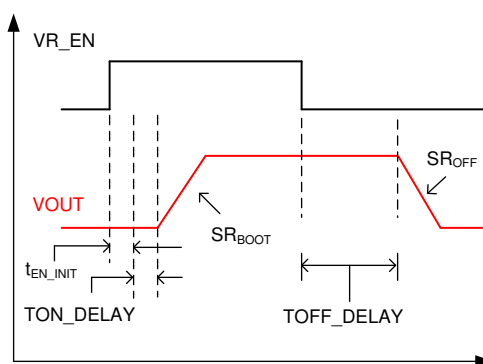 VR_EN
SR_OFF
VOUT
SR_BOOT
t_EN_INIT
TON_DELAY
TOFF_DELAY